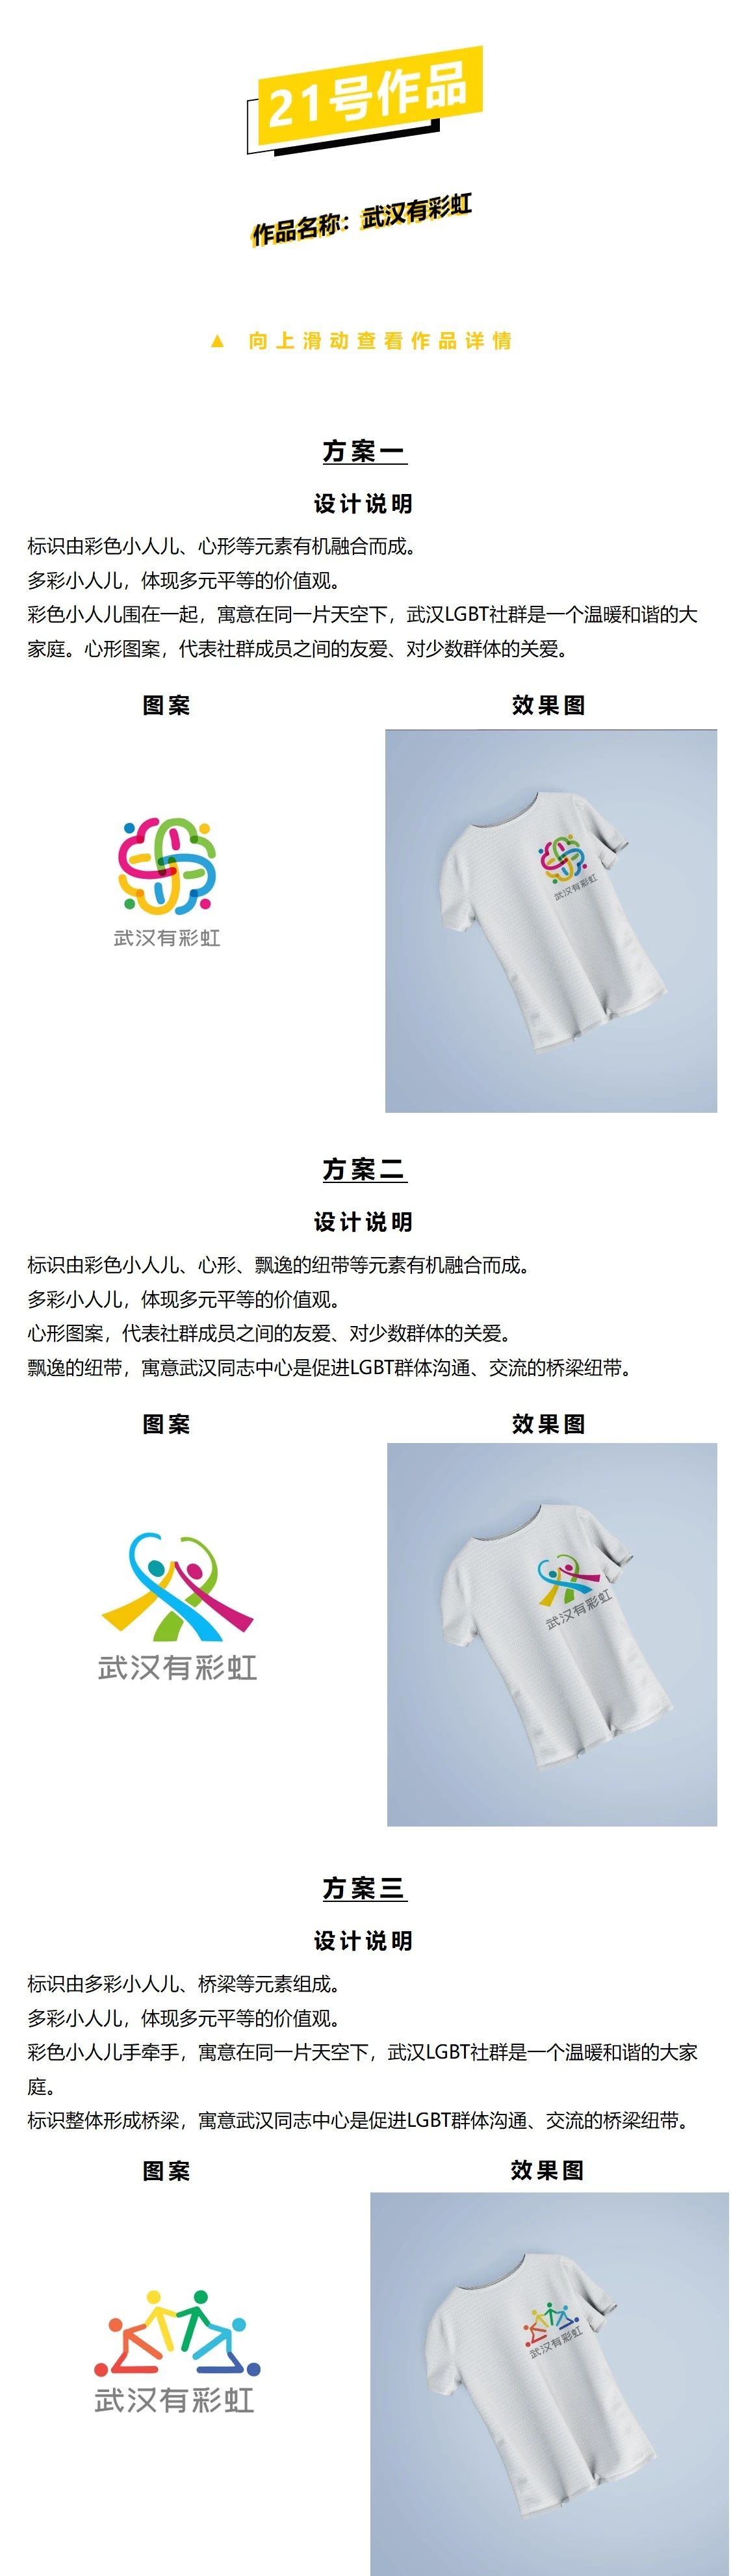 21号作品
作品名称：武汉有彩虹
▲ 向上滑动查看作品详情
方案一
设计说明
标识由彩色小人儿、心形等元素有机融合而成。
多彩小人儿，体现多元平等的价值观。
彩色小人儿围在一起，寓意在同一片天空下，武汉LGBT社群是一个温暖和谐的大
家庭。心形图案，代表社群成员之间的友爱、对少数群体的关爱。
图案
效果图
武汉有彩虹
武汉有彩虹
方案二
设计说明
标识由彩色小人儿、心形、飘逸的纽带等元素有机融合而成。
多彩小人儿，体现多元平等的价值观。
心形图案，代表社群成员之间的友爱、对少数群体的关爱。
飘逸的纽带，寓意武汉同志中心是促进LGBT群体沟通、交流的桥梁纽带。
图案
效果图
武汉有彩虹
武汉有彩虹
方案三
设计说明
标识由多彩小人儿、桥梁等元素组成。
多彩小人儿，体现多元平等的价值观。
彩色小人儿手牵手，寓意在同一片天空下，武汉LGBT社群是一个温暖和谐的大家
庭。
标识整体形成桥梁，寓意武汉同志中心是促进LGBT群体沟通、交流的桥梁纽带。
图案
效果图
武汉有彩虹
武汉有彩虹